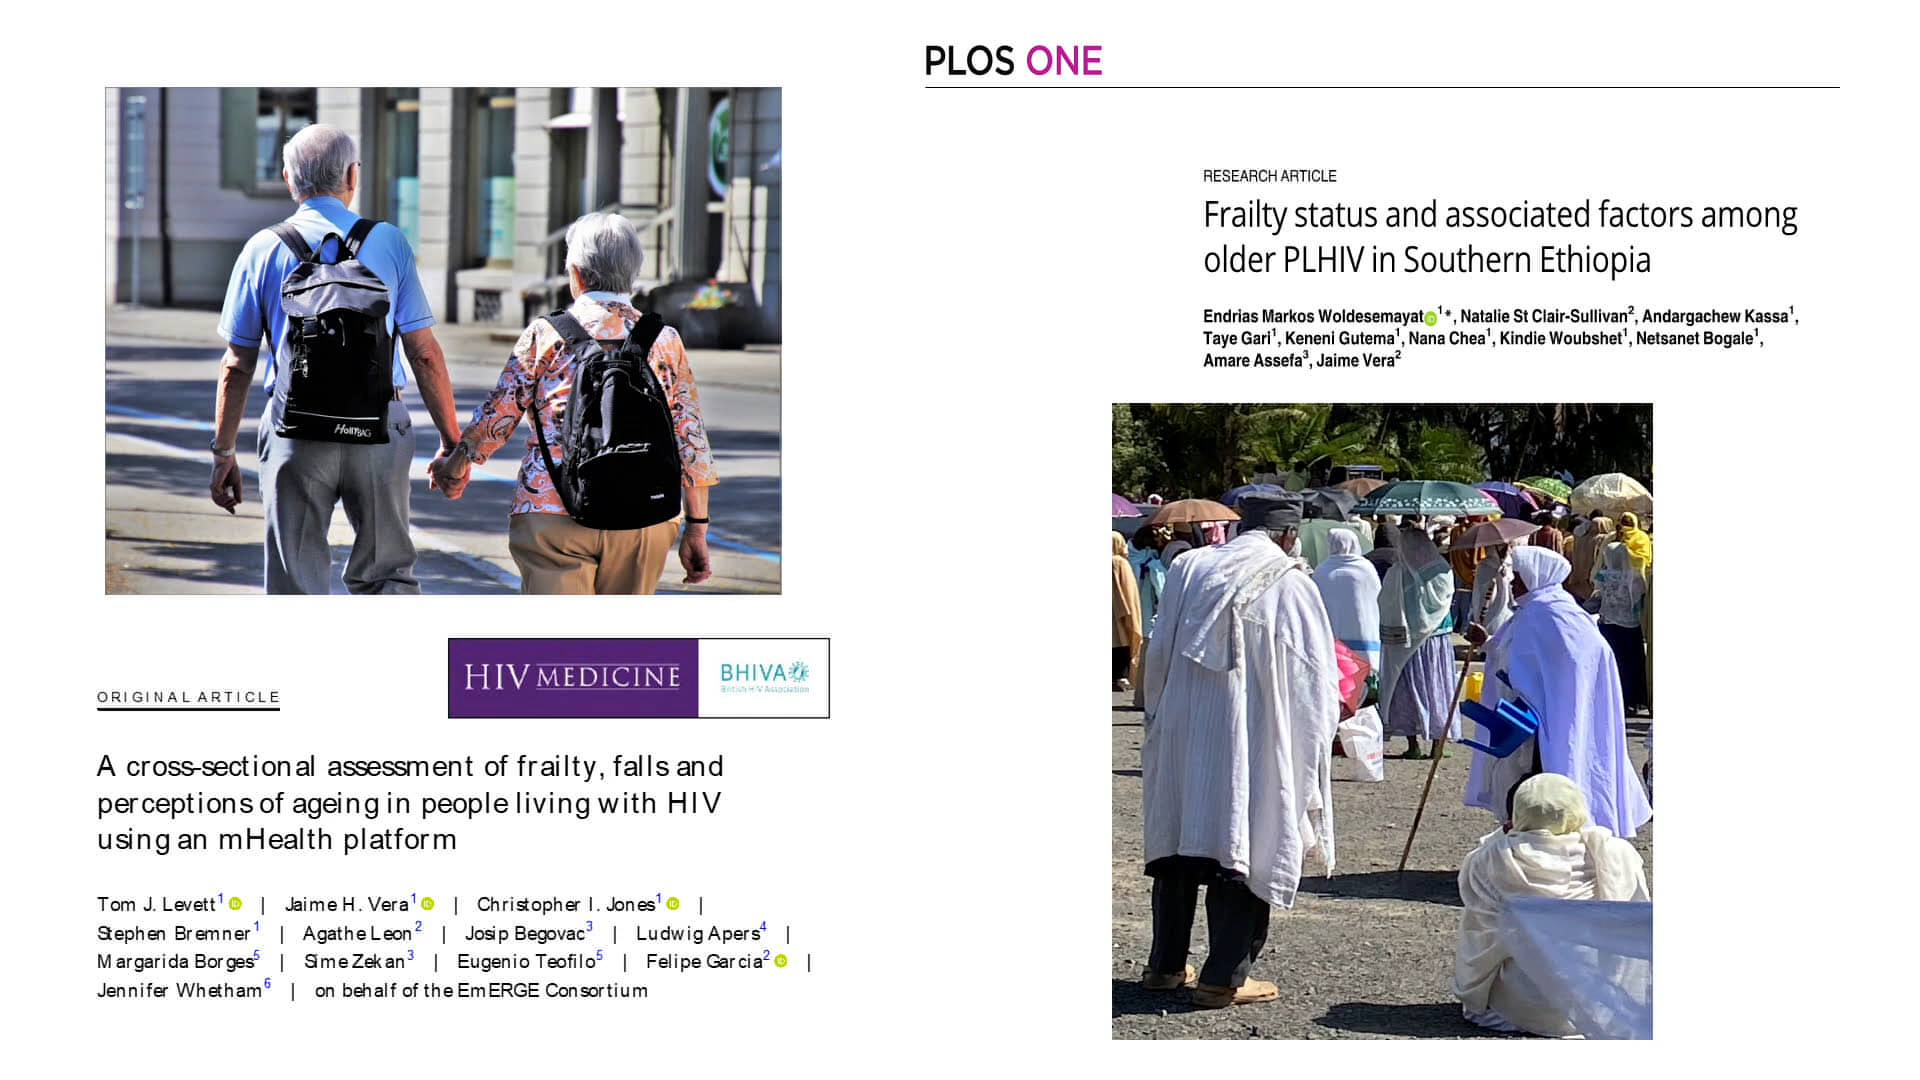 HollyBAG
ORIGINAL ARTICLE
HIV MEDICINE
BHIVA
British HIV Association
A cross-sectional assessment of frailty, falls and
perceptions of ageing in people living with HIV
using an mHealth platform
Tom J. Levett1 | Jaime H. Vera1 | Christopher I. Jones1 |
Stephen Bremner1 | Agathe Leon2 | Josip Begovac3 | Ludwig Apers4 |
Margarida Borges5 | Sime Zekan3 | Eugenio Teofilo5 | Felipe Garcia2 |
Jennifer Whetham6 | on behalf of the EmERGE Consortium
PLOS ONE
RESEARCH ARTICLE
Frailty status and associated factors among
older PLHIV in Southern Ethiopia
Endrias Markos Woldesemayat1*, Natalie St Clair-Sullivan2, Andargachew Kassa1,
Taye Gari1, Keneni Gutema1, Nana Chea1, Kindie Woubshet1, Netsanet Bogale1,
Amare Assefa3, Jaime Vera2